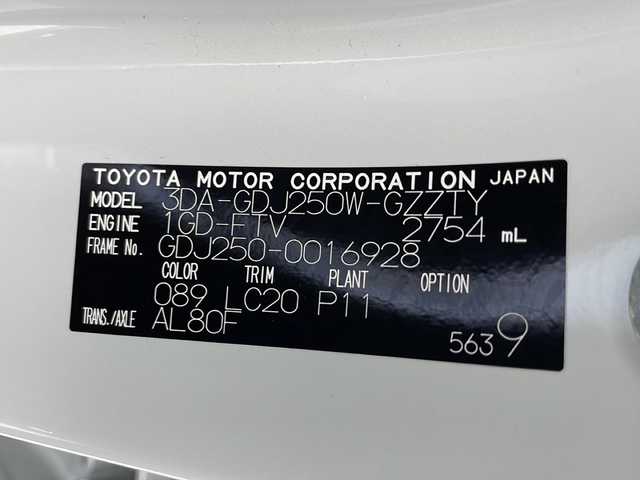 TOYOTA MOTOR CORPORATION JAPAN
MODEL 3DA-GDJ250W-GZZTY
ENGINE 1GD-FTV 2754 mL
FRAME No. GDJ250-0016928
COLOR TRIM PLANT OPTION
089 LC20 P11
TRANS./AXLE AL80F
5639